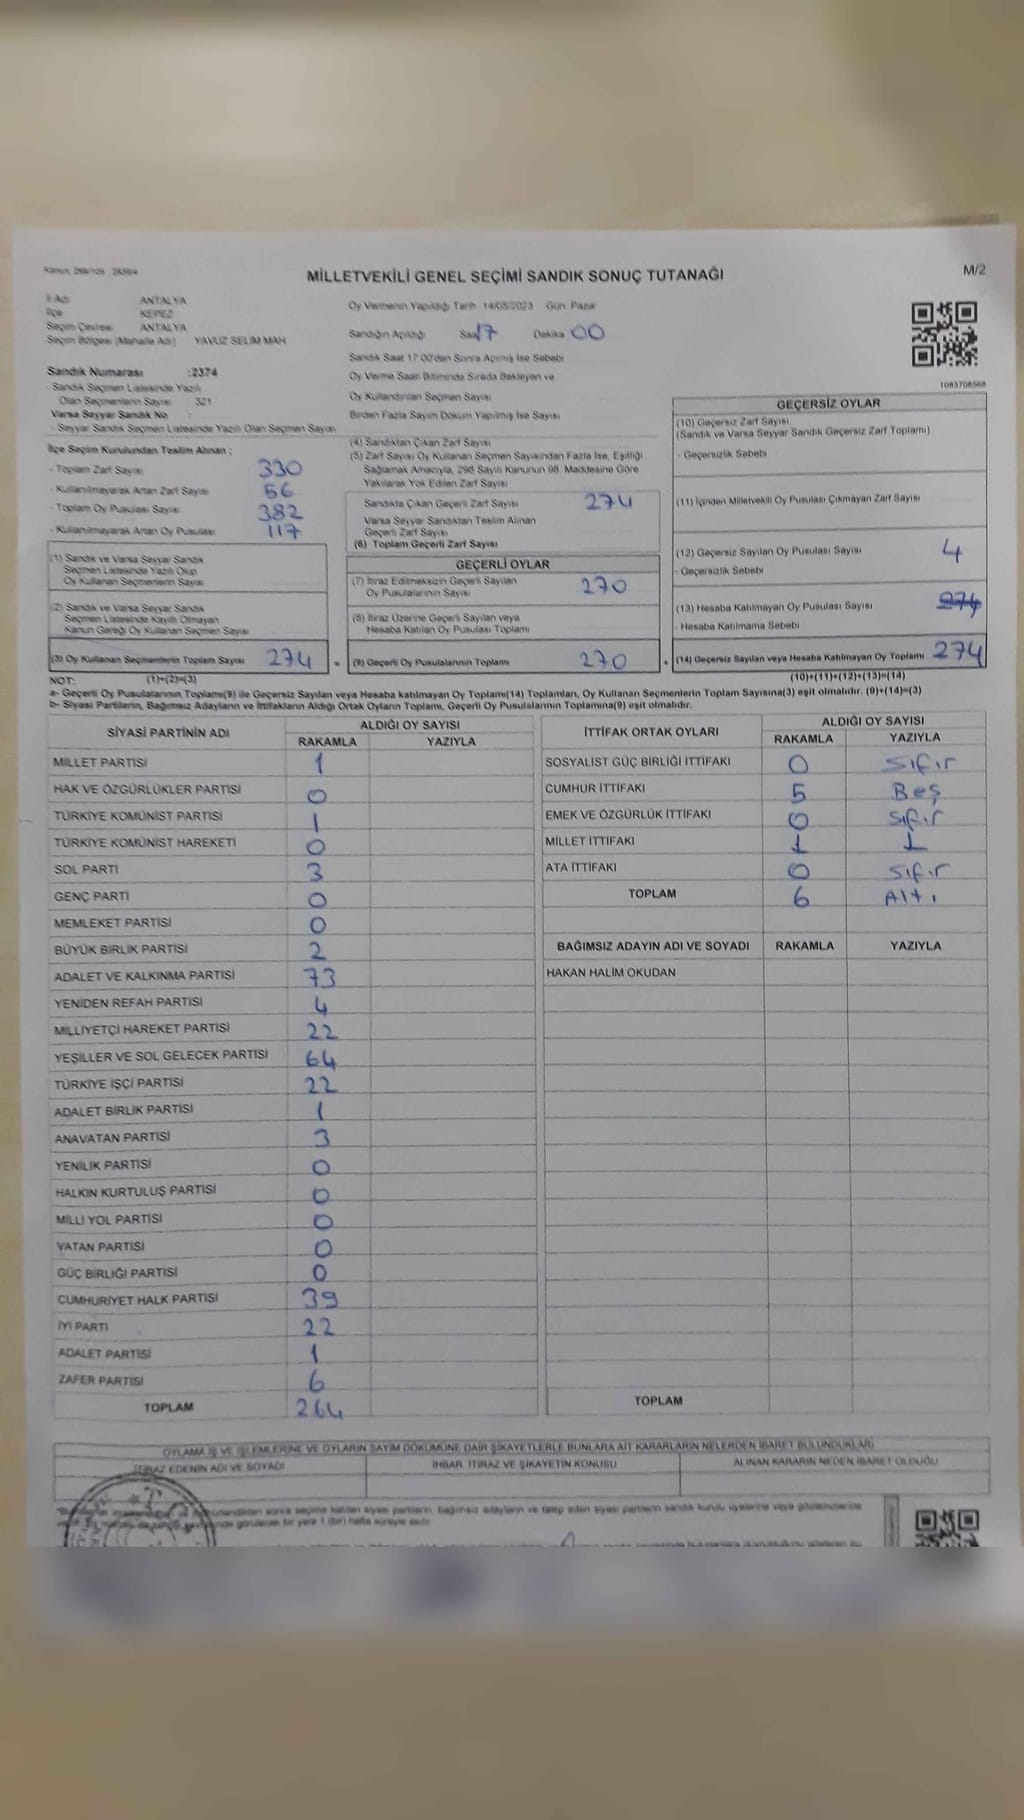 MİLLETVEKİLİ GENEL SEÇİMİ SANDIK SONUÇ TUTANAĞI
M/2
İl Adı ANTALYA
İlçe KEPEZ
Seçim Çevresi ANTALYA
Seçim Bölgesi (Mahalle Adı) YAVUZ SELİM MAH.
Sandık Numarası :2374
- Sandık Seçmen Listesinde Yazılı
Olan Seçmenlerin Sayısı 321
Varsa Seyyar Sandık No :
- Seyyar Sandık Seçmen Listesinde Yazılı Olan Seçmen Sayısı
İlçe Seçim Kurulundan Teslim Alınan ;
- Toplam Zarf Sayısı 330
- Kullanılmayarak Artan Zarf Sayısı 56
- Toplam Oy Pusulası Sayısı 382
- Kullanılmayarak Artan Oy Pusulası 117
(1) Sandık ve Varsa Seyyar Sandık
Seçmen Listesinde Yazılı Olup
Oy Kullanan Seçmenlerin Sayısı
(2) Sandık ve Varsa Seyyar Sandık
Seçmen Listesinde Kayıtlı Olmayan
Kanun Gereği Oy Kullanan Seçmen Sayısı
(3) Oy Kullanan Seçmenlerin Toplam Sayısı 274 =
Oy Vermenin Yapıldığı Tarih 14/05/2023 Gün Pazar
Sandığın Açıldığı Saat 17 Dakika 00
Sandık Saat 17 00'den Sonra Açılmış İse Sebebi
Oy Verme Saati Bitiminde Sırada Bekleyen ve
Oy Kullandırılan Seçmen Sayısı
Birden Fazla Sayım Döküm Yapılmış İse Sayısı
(4) Sandıktan Çıkan Zarf Sayısı
(5) Zarf Sayısı Oy Kullanan Seçmen Sayısından Fazla İse, Eşitliği
Sağlamak Amacıyla, 298 Sayılı Kanunun 98. Maddesine Göre
Yakılarak Yok Edilen Zarf Sayısı
Sandıkta Çıkan Geçerli Zarf Sayısı 274
Varsa Seyyar Sandıktan Teslim Alınan
Geçerli Zarf Sayısı
(6) Toplam Geçerli Zarf Sayısı
GEÇERLİ OYLAR
(7) İtiraz Edilmeksizin Geçerli Sayılan
Oy Pusulalarının Sayısı 270
(8) İtiraz Üzerine Geçerli Sayılan veya
Hesaba Katılan Oy Pusulası Toplamı
(9) Geçerli Oy Pusulalarının Toplamı 270 +
1083708568
GEÇERSİZ OYLAR
(10) Geçersiz Zarf Sayısı
(Sandık ve Varsa Seyyar Sandık Geçersiz Zarf Toplamı)
- Geçersizlik Sebebi
(11) İçinden Milletvekili Oy Pusulası Çıkmayan Zarf Sayısı
(12) Geçersiz Sayılan Oy Pusulası Sayısı 4
- Geçersizlik Sebebi
(13) Hesaba Katılmayan Oy Pusulası Sayısı 274
- Hesaba Katılmama Sebebi
(14) Geçersiz Sayılan veya Hesaba Katılmayan Oy Toplamı 274
NOT: (1)+(2)=(3) (10)+(11)+(12)+(13)=(14)
a- Geçerli Oy Pusulalarının Toplamı(9) ile Geçersiz Sayılan veya Hesaba katılmayan Oy Toplamı(14) Toplamları, Oy Kullanan Seçmenlerin Toplam Sayısına(3) eşit olmalıdır. (9)+(14)=(3)
b- Siyasi Partilerin, Bağımsız Adayların ve İttifakların Aldığı Ortak Oyların Toplamı, Geçerli Oy Pusulalarının Toplamına(9) eşit olmalıdır.
SİYASİ PARTİNİN ADI ALDIĞI OY SAYISI
RAKAMLA YAZIYLA
MİLLET PARTİSİ 1
HAK VE ÖZGÜRLÜKLER PARTİSİ 0
TÜRKİYE KOMÜNİST PARTİSİ 1
TÜRKİYE KOMÜNİST HAREKETİ 0
SOL PARTİ 3
GENÇ PARTİ 0
MEMLEKET PARTİSİ 0
BÜYÜK BİRLİK PARTİSİ 2
ADALET VE KALKINMA PARTİSİ 73
YENİDEN REFAH PARTİSİ 4
MİLLİYETÇİ HAREKET PARTİSİ 22
YEŞİLLER VE SOL GELECEK PARTİSİ 64
TÜRKİYE İŞÇİ PARTİSİ 22
ADALET BİRLİK PARTİSİ 1
ANAVATAN PARTİSİ 3
YENİLİK PARTİSİ 0
HALKIN KURTULUŞ PARTİSİ 0
MİLLİ YOL PARTİSİ 0
VATAN PARTİSİ 0
GÜÇ BİRLİĞİ PARTİSİ 0
CUMHURİYET HALK PARTİSİ 39
İYİ PARTİ 22
ADALET PARTİSİ 1
ZAFER PARTİSİ 6
TOPLAM 264
İTTİFAK ORTAK OYLARI ALDIĞI OY SAYISI
RAKAMLA YAZIYLA
SOSYALİST GÜÇ BİRLİĞİ İTTİFAKI 0 Sıfır
CUMHUR İTTİFAKI 5 Beş
EMEK VE ÖZGÜRLÜK İTTİFAKI 0 Sıfır
MİLLET İTTİFAKI 1 1
ATA İTTİFAKI 0 Sıfır
TOPLAM 6 Altı
BAĞIMSIZ ADAYIN ADI VE SOYADI RAKAMLA YAZIYLA
HAKAN HALİM OKUDAN
TOPLAM
OYLAMA İŞ VE İŞLEMLERİNE VE OYLARIN SAYIM DÖKÜMÜNE DAİR ŞİKAYETLERLE BUNLARA AİT KARARLARIN NELERDEN İBARET BULUNDUKLARI
İTİRAZ EDENİN ADI VE SOYADI İHBAR, İTİRAZ VE ŞİKAYETİN KONUSU ALINAN KARARIN NEDEN İBARET OLDUĞU
sonra seçime katılan siyasi partilerin, bağımsız adayların ve talep eden siyasi partilerin sandık kurulu üyelerine veya gözlemcilerine
görülecek bir yere 1 (bir) hafta süreyle asılır.